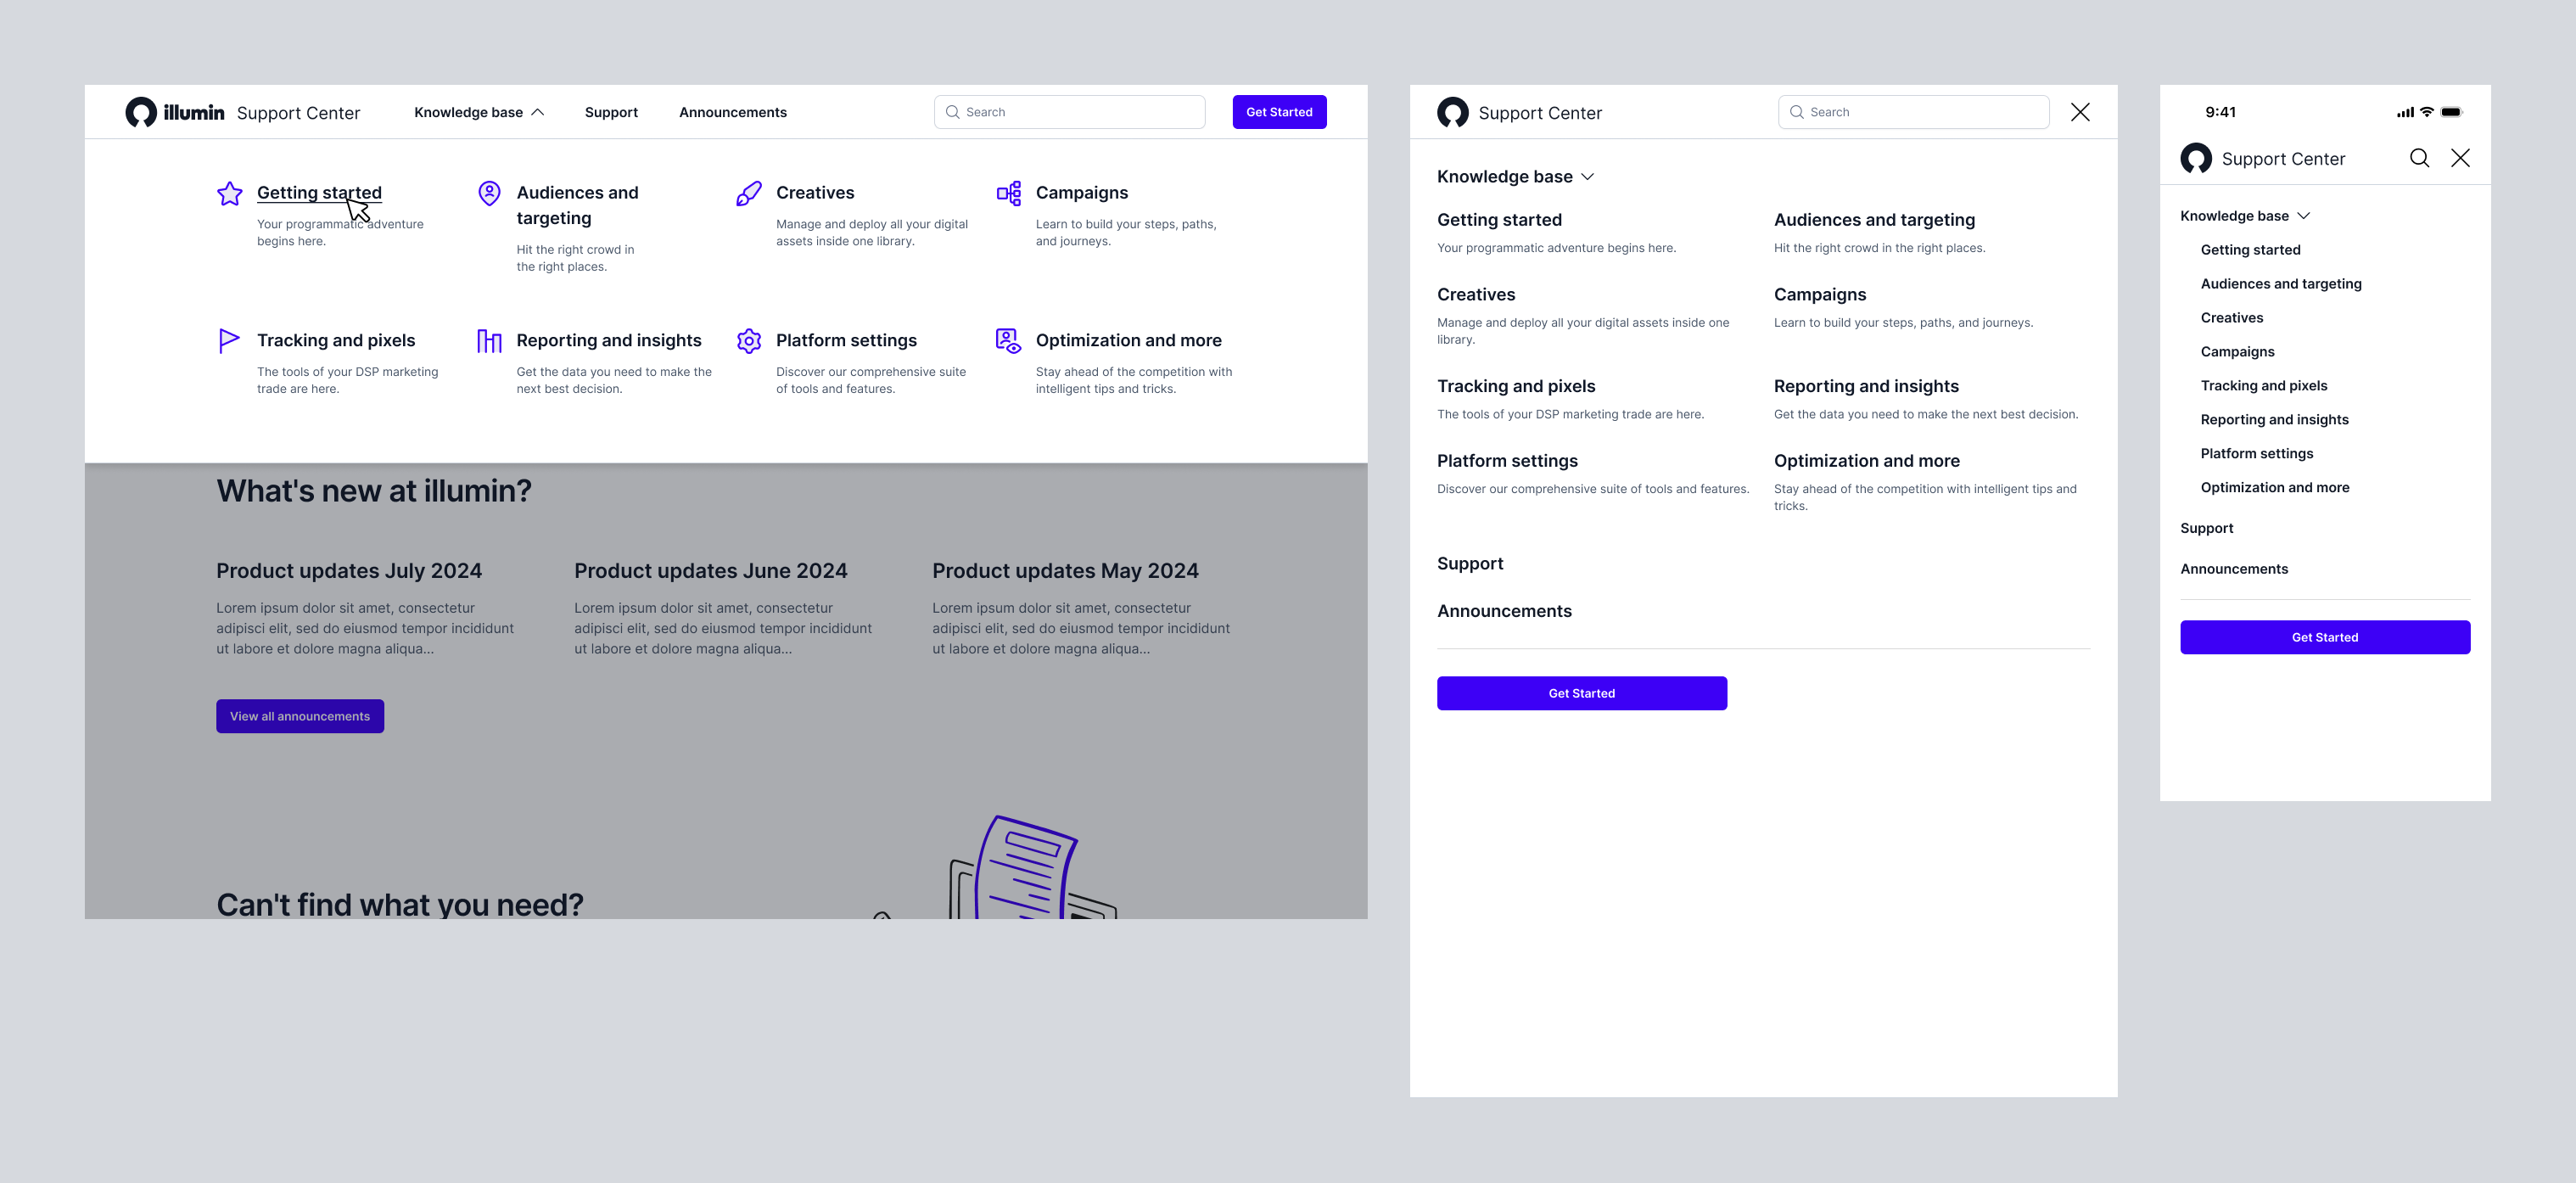 illumin Support Center
Knowledge base
Support
Announcements
Search
Get Started
Getting started
Your programmatic adventure
begins here.
Audiences and
targeting
Hit the right crowd in
the right places.
Creatives
Manage and deploy all your digital
assets inside one library.
Campaigns
Learn to build your steps, paths,
and journeys.
Tracking and pixels
The tools of your DSP marketing
trade are here.
Reporting and insights
Get the data you need to make the
next best decision.
Platform settings
Discover our comprehensive suite
of tools and features.
Optimization and more
Stay ahead of the competition with
intelligent tips and tricks.
What's new at illumin?
Product updates July 2024
Lorem ipsum dolor sit amet, consectetur
adipisci elit, sed do eiusmod tempor incididunt
ut labore et dolore magna aliqua...
Product updates June 2024
Lorem ipsum dolor sit amet, consectetur
adipisci elit, sed do eiusmod tempor incididunt
ut labore et dolore magna aliqua...
Product updates May 2024
Lorem ipsum dolor sit amet, consectetur
adipisci elit, sed do eiusmod tempor incididunt
ut labore et dolore magna aliqua...
View all announcements
Can't find what you need?
Support Center
Search
Knowledge base
Getting started
Your programmatic adventure begins here.
Audiences and targeting
Hit the right crowd in the right places.
Creatives
Manage and deploy all your digital assets inside one
library.
Campaigns
Learn to build your steps, paths, and journeys.
Tracking and pixels
The tools of your DSP marketing trade are here.
Reporting and insights
Get the data you need to make the next best decision.
Platform settings
Discover our comprehensive suite of tools and features.
Optimization and more
Stay ahead of the competition with intelligent tips and
tricks.
Support
Announcements
Get Started
9:41
Support Center
Knowledge base
Getting started
Audiences and targeting
Creatives
Campaigns
Tracking and pixels
Reporting and insights
Platform settings
Optimization and more
Support
Announcements
Get Started